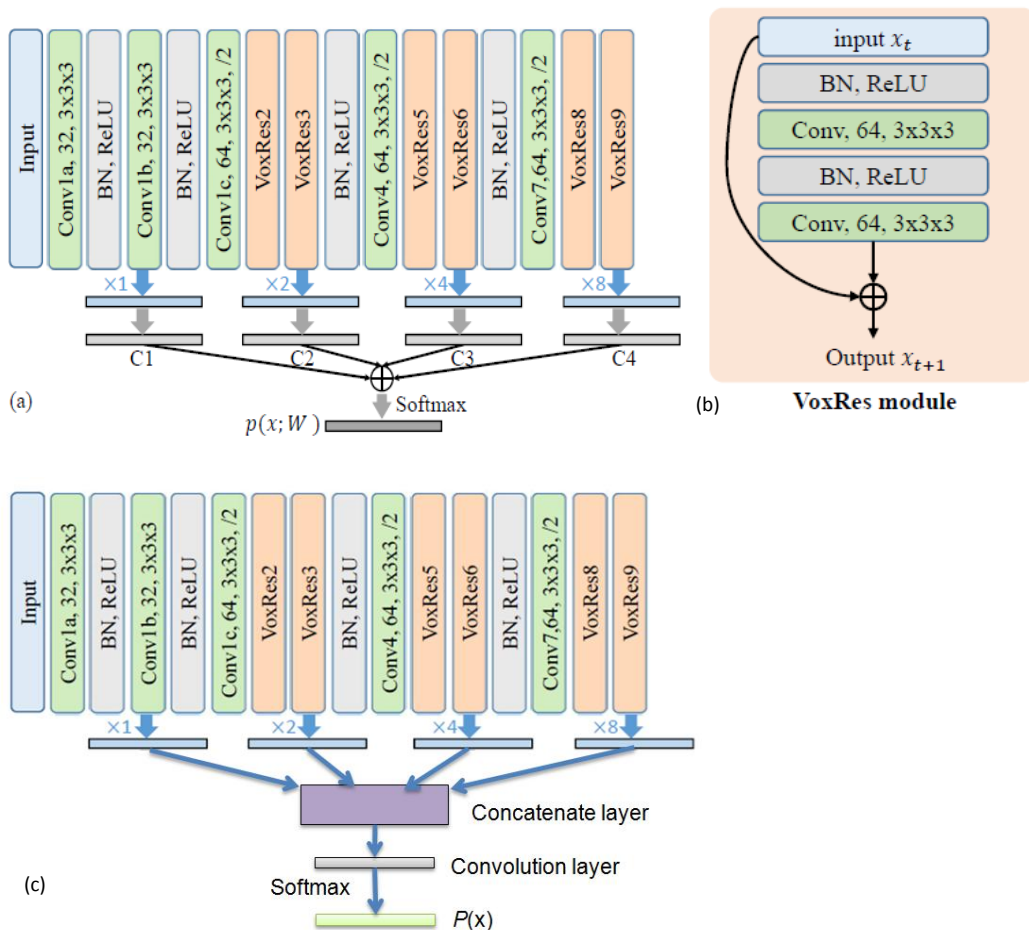 Input
Conv1a, 32, 3x3x3
BN, ReLU
Conv1b, 32, 3x3x3
BN, ReLU
Conv1c, 64, 3x3x3, /2
VoxRes2
VoxRes3
BN, ReLU
Conv4, 64, 3x3x3, /2
VoxRes5
VoxRes6
BN, ReLU
Conv7,64, 3x3x3, /2
VoxRes8
VoxRes9
×1
×2
×4
×8
C1
C2
C3
C4
Softmax
p(x;W)
(a)
input x_t
BN, ReLU
Conv, 64, 3x3x3
BN, ReLU
Conv, 64, 3x3x3
Output x_{t+1}
(b)
VoxRes module
Input
Conv1a, 32, 3x3x3
BN, ReLU
Conv1b, 32, 3x3x3
BN, ReLU
Conv1c, 64, 3x3x3, /2
VoxRes2
VoxRes3
BN, ReLU
Conv4, 64, 3x3x3, /2
VoxRes5
VoxRes6
BN, ReLU
Conv7,64, 3x3x3, /2
VoxRes8
VoxRes9
×1
×2
×4
×8
Concatenate layer
Convolution layer
(c)
Softmax
P(x)